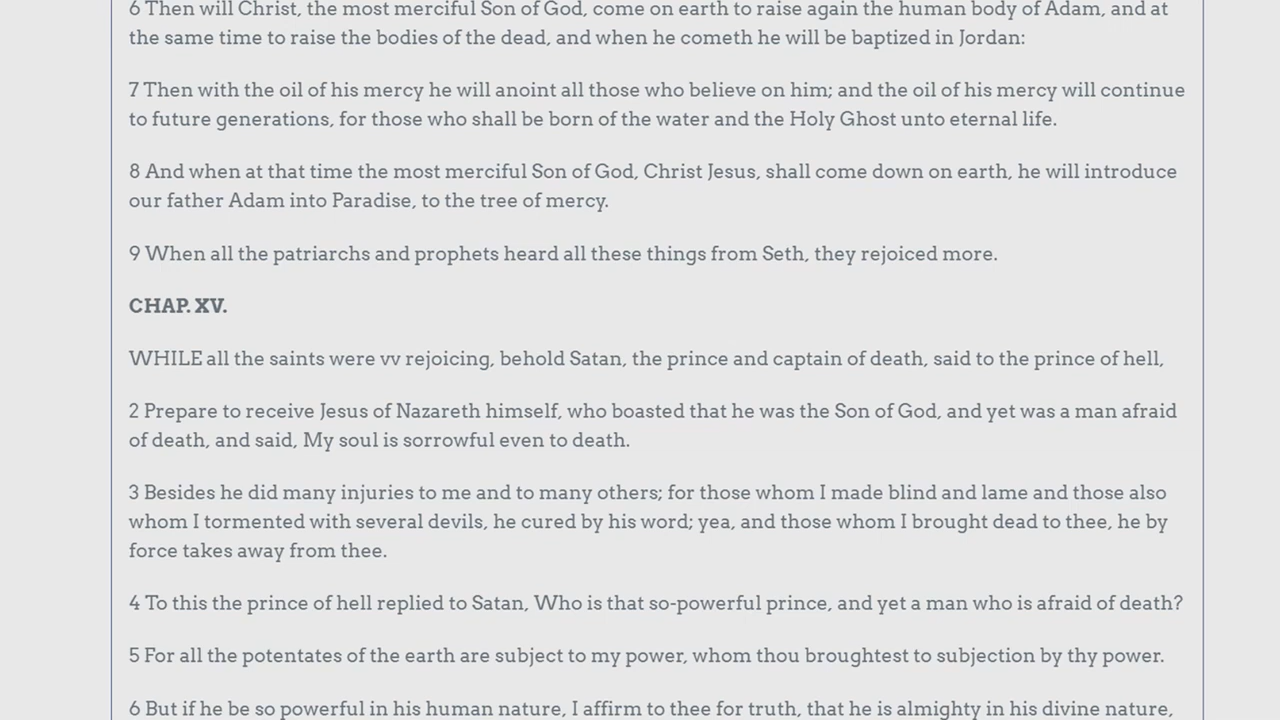 6 Then will Christ, the most merciful Son of God, come on earth to raise again the human body of Adam, and at
the same time to raise the bodies of the dead, and when he cometh he will be baptized in Jordan:
7 Then with the oil of his mercy he will anoint all those who believe on him; and the oil of his mercy will continue
to future generations, for those who shall be born of the water and the Holy Ghost unto eternal life.
8 And when at that time the most merciful Son of God, Christ Jesus, shall come down on earth, he will introduce
our father Adam into Paradise, to the tree of mercy.
9 When all the patriarchs and prophets heard all these things from Seth, they rejoiced more.
CHAP. XV.
WHILE all the saints were vv rejoicing, behold Satan, the prince and captain of death, said to the prince of hell,
2 Prepare to receive Jesus of Nazareth himself, who boasted that he was the Son of God, and yet was a man afraid
of death, and said, My soul is sorrowful even to death.
3 Besides he did many injuries to me and to many others; for those whom I made blind and lame and those also
whom I tormented with several devils, he cured by his word; yea, and those whom I brought dead to thee, he by
force takes away from thee.
4 To this the prince of hell replied to Satan, Who is that so-powerful prince, and yet a man who is afraid of death?
5 For all the potentates of the earth are subject to my power, whom thou broughtest to subjection by thy power.
6 But if he be so powerful in his human nature, I affirm to thee for truth, that he is almighty in his divine nature,